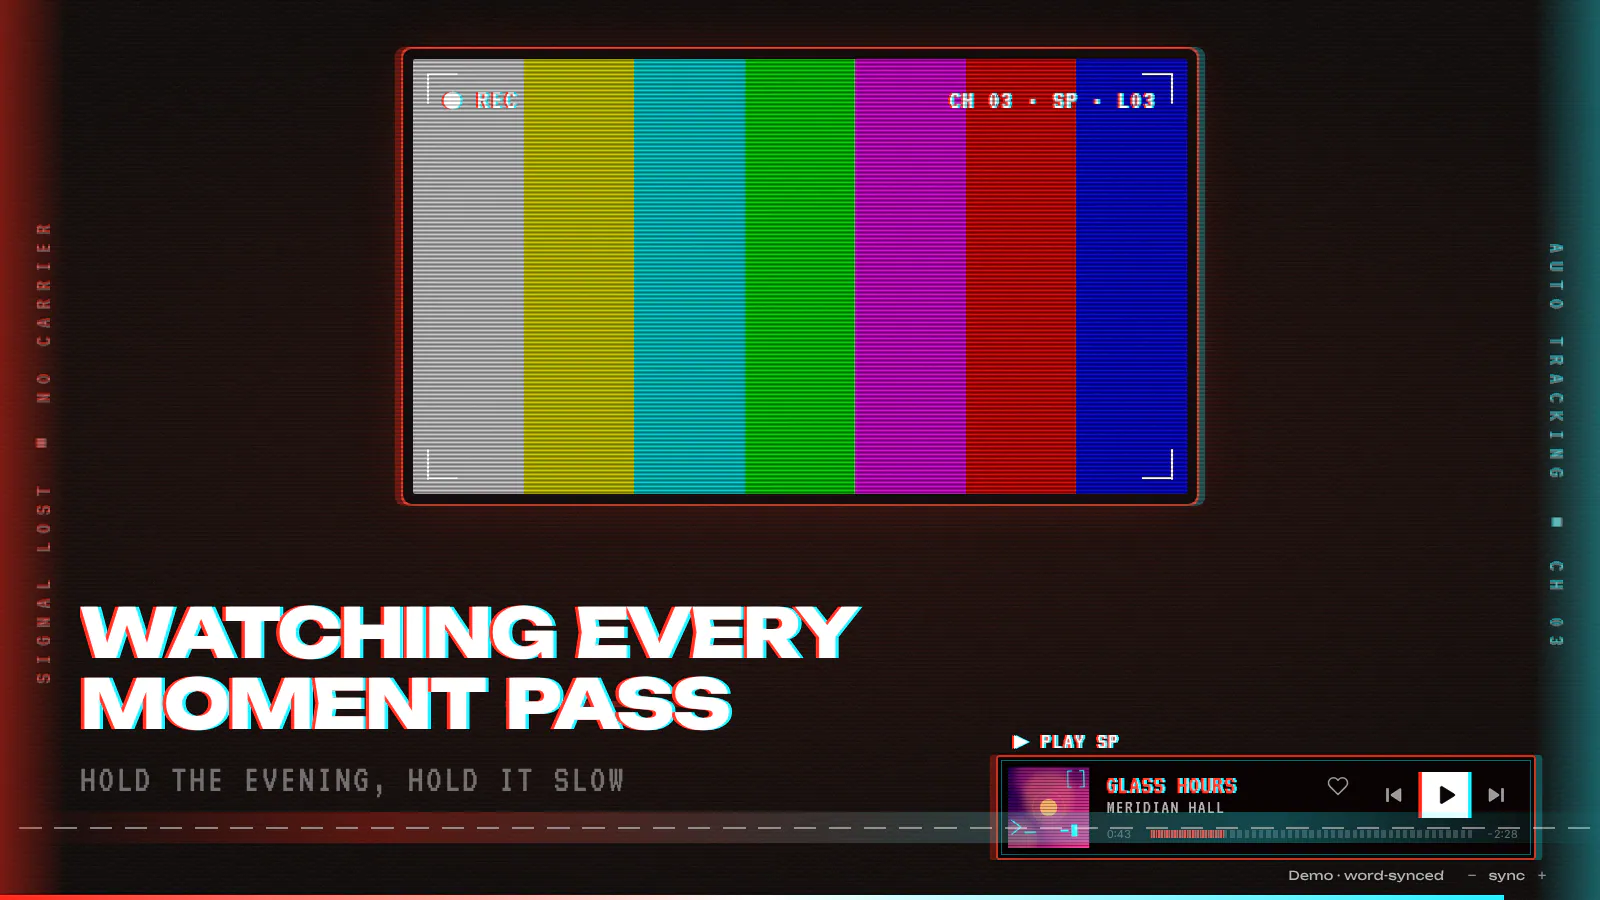 REC
CH 03 · SP · L03
SIGNAL LOST ■ NO CARRIER
AUTO TRACKING ■ CH 03
WATCHING EVERY
MOMENT PASS
HOLD THE EVENING, HOLD IT SLOW
▶ PLAY SP
GLASS HOURS
MERIDIAN HALL
0:43
-2:28
Demo · word-synced − sync +